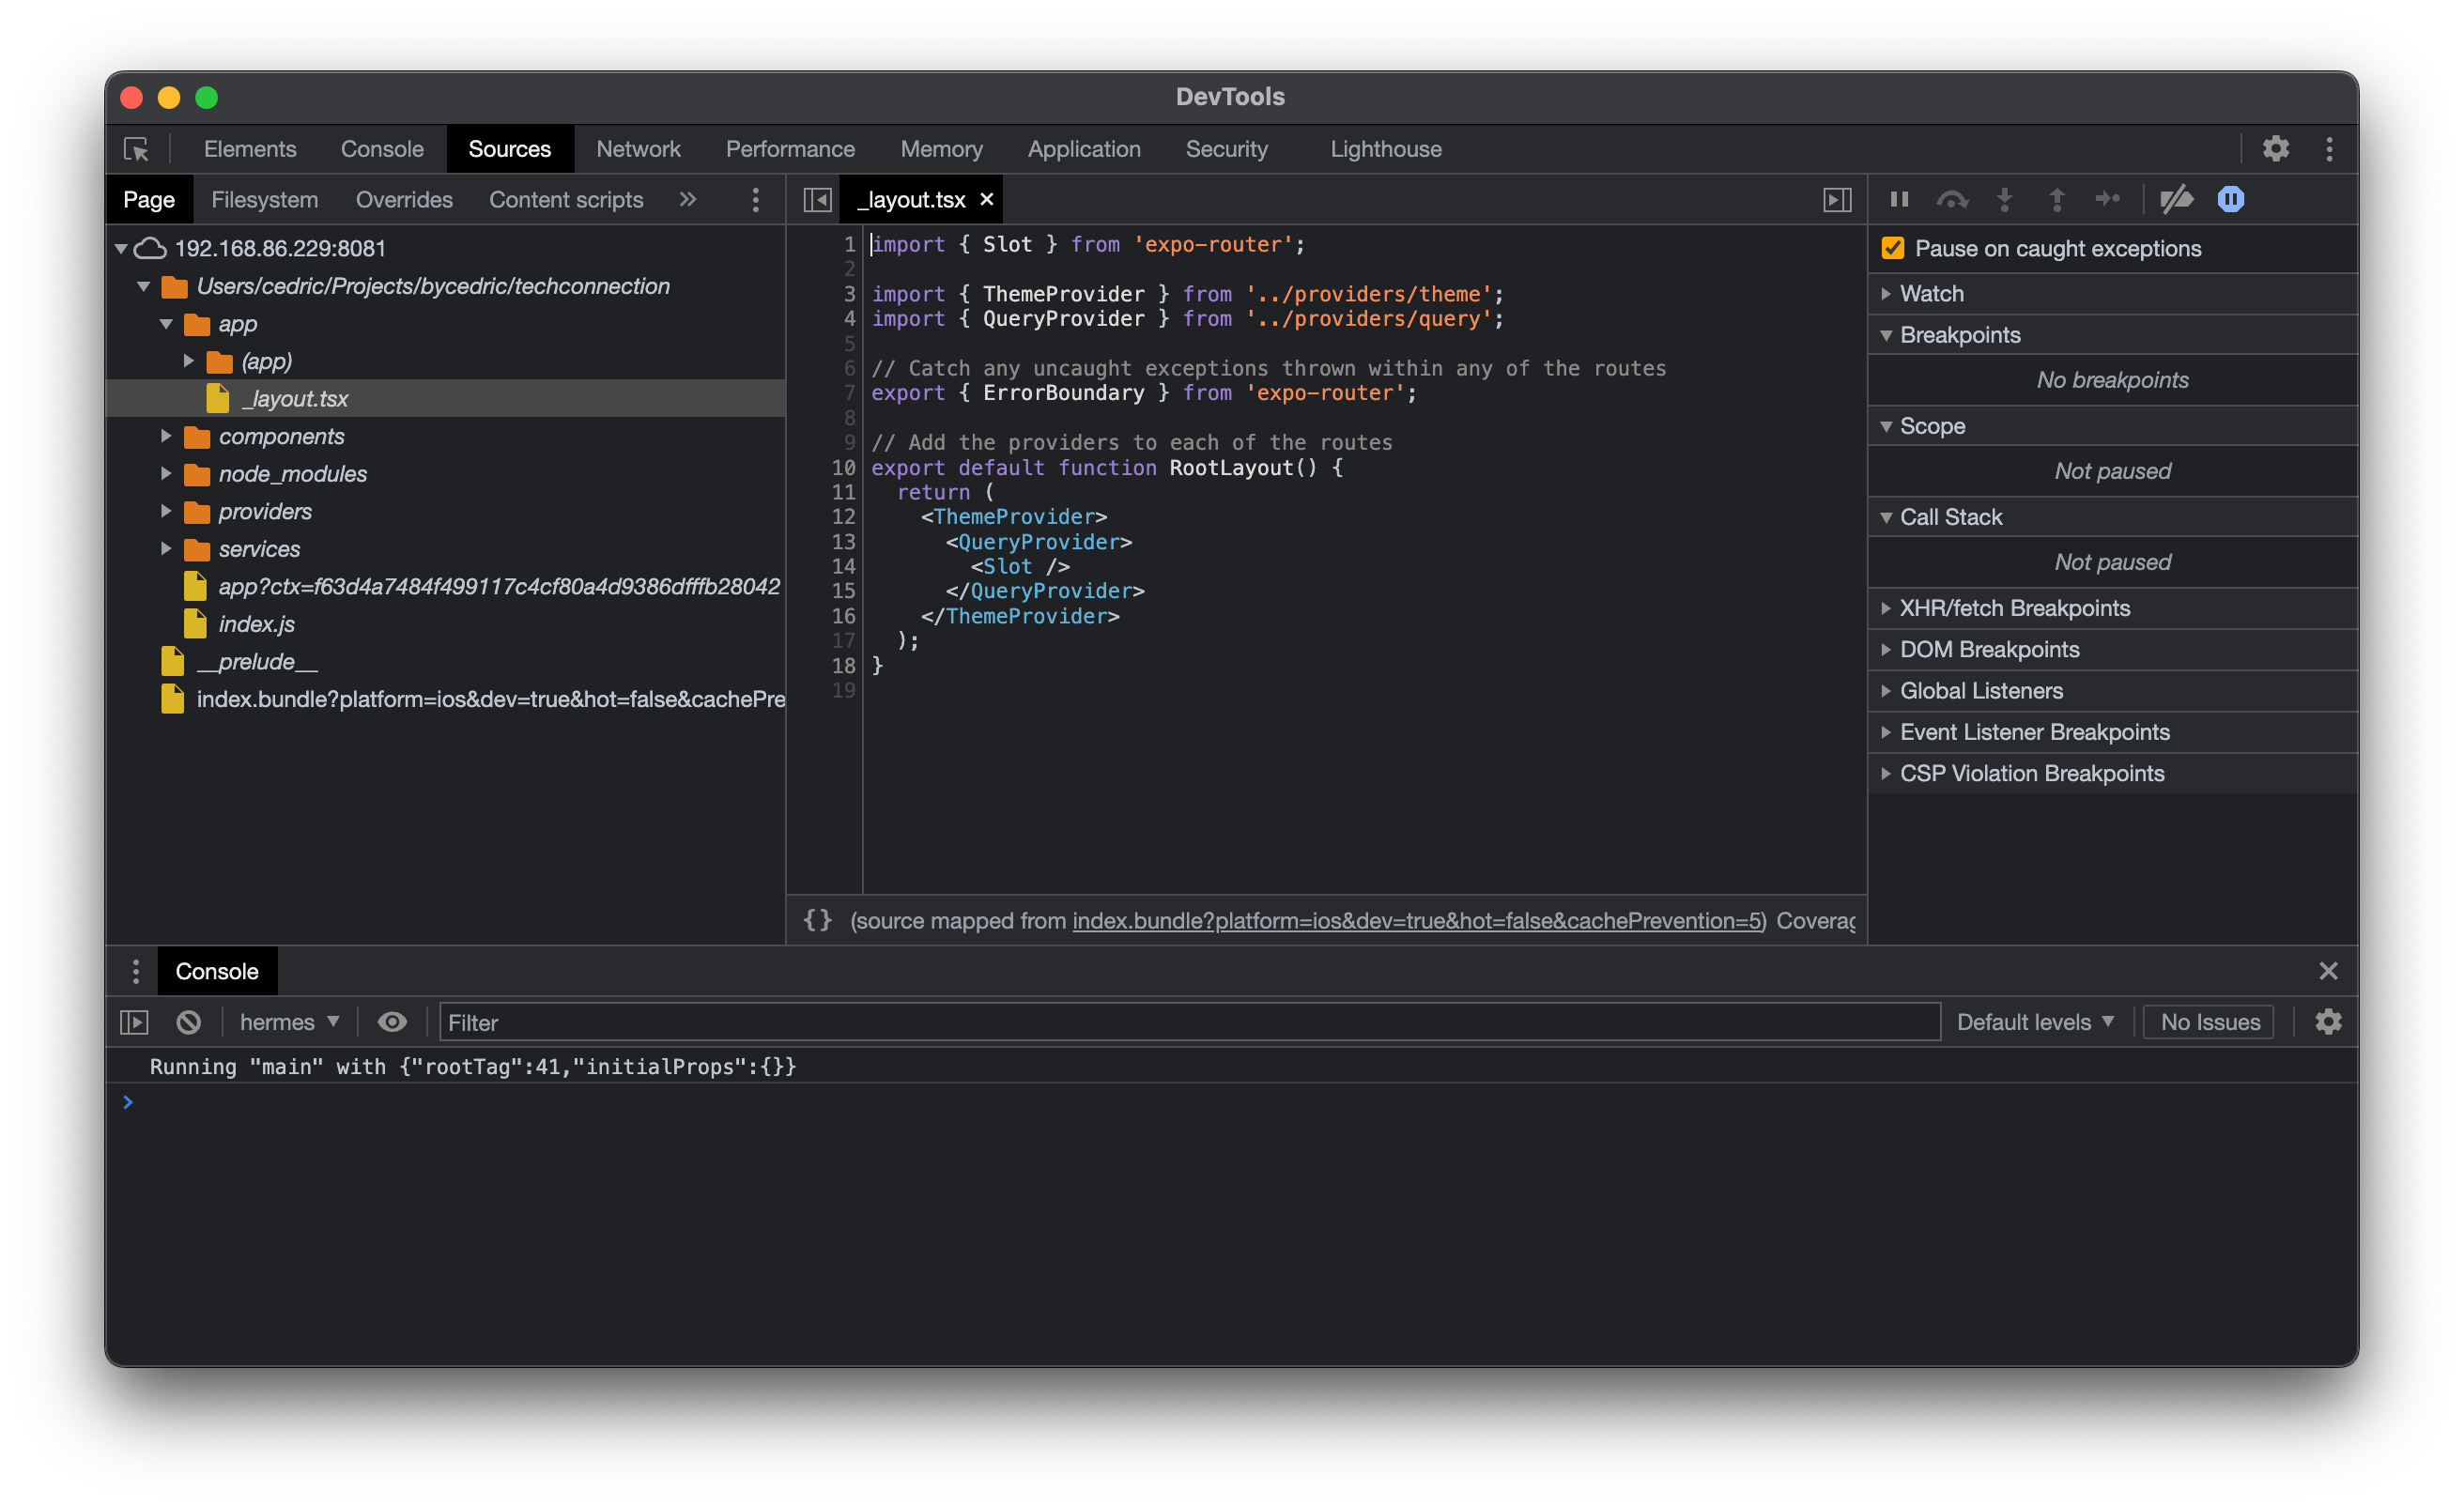 DevTools
Elements Console Sources Network Performance Memory Application Security Lighthouse
Page Filesystem Overrides Content scripts
_layout.tsx
192.168.86.229:8081
Users/cedric/Projects/bycedric/techconnection
app
(app)
_layout.tsx
components
node_modules
providers
services
app?ctx=f63d4a7484f499117c4cf80a4d9386dfffb28042
index.js
__prelude__
index.bundle?platform=ios&dev=true&hot=false&cachePre
1 import { Slot } from 'expo-router';
2
3 import { ThemeProvider } from '../providers/theme';
4 import { QueryProvider } from '../providers/query';
5
6 // Catch any uncaught exceptions thrown within any of the routes
7 export { ErrorBoundary } from 'expo-router';
8
9 // Add the providers to each of the routes
10 export default function RootLayout() {
11   return (
12     <ThemeProvider>
13       <QueryProvider>
14         <Slot />
15       </QueryProvider>
16     </ThemeProvider>
17   );
18 }
19
{} (source mapped from index.bundle?platform=ios&dev=true&hot=false&cachePrevention=5) Coverag
Pause on caught exceptions
Watch
Breakpoints
No breakpoints
Scope
Not paused
Call Stack
Not paused
XHR/fetch Breakpoints
DOM Breakpoints
Global Listeners
Event Listener Breakpoints
CSP Violation Breakpoints
Console
hermes Filter Default levels No Issues
Running "main" with {"rootTag":41,"initialProps":{}}